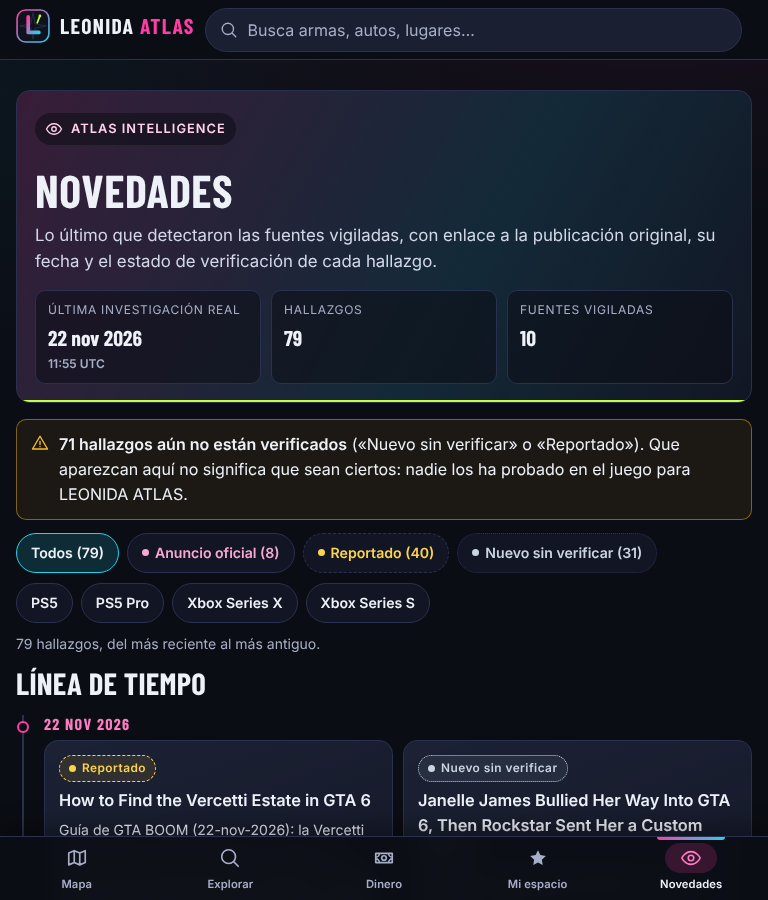 LEONIDA ATLAS
Busca armas, autos, lugares...
ATLAS INTELLIGENCE
NOVEDADES
Lo último que detectaron las fuentes vigiladas, con enlace a la publicación original, su
fecha y el estado de verificación de cada hallazgo.
ÚLTIMA INVESTIGACIÓN REAL
22 nov 2026
11:55 UTC
HALLAZGOS
79
FUENTES VIGILADAS
10
71 hallazgos aún no están verificados («Nuevo sin verificar» o «Reportado»). Que
aparezcan aquí no significa que sean ciertos: nadie los ha probado en el juego para
LEONIDA ATLAS.
Todos (79)
Anuncio oficial (8)
Reportado (40)
Nuevo sin verificar (31)
PS5
PS5 Pro
Xbox Series X
Xbox Series S
79 hallazgos, del más reciente al más antiguo.
LÍNEA DE TIEMPO
22 NOV 2026
Reportado
How to Find the Vercetti Estate in GTA 6
Guía de GTA BOOM (22-nov-2026): la Vercetti
Nuevo sin verificar
Janelle James Bullied Her Way Into GTA
6, Then Rockstar Sent Her a Custom
Mapa
Explorar
Dinero
Mi espacio
Novedades